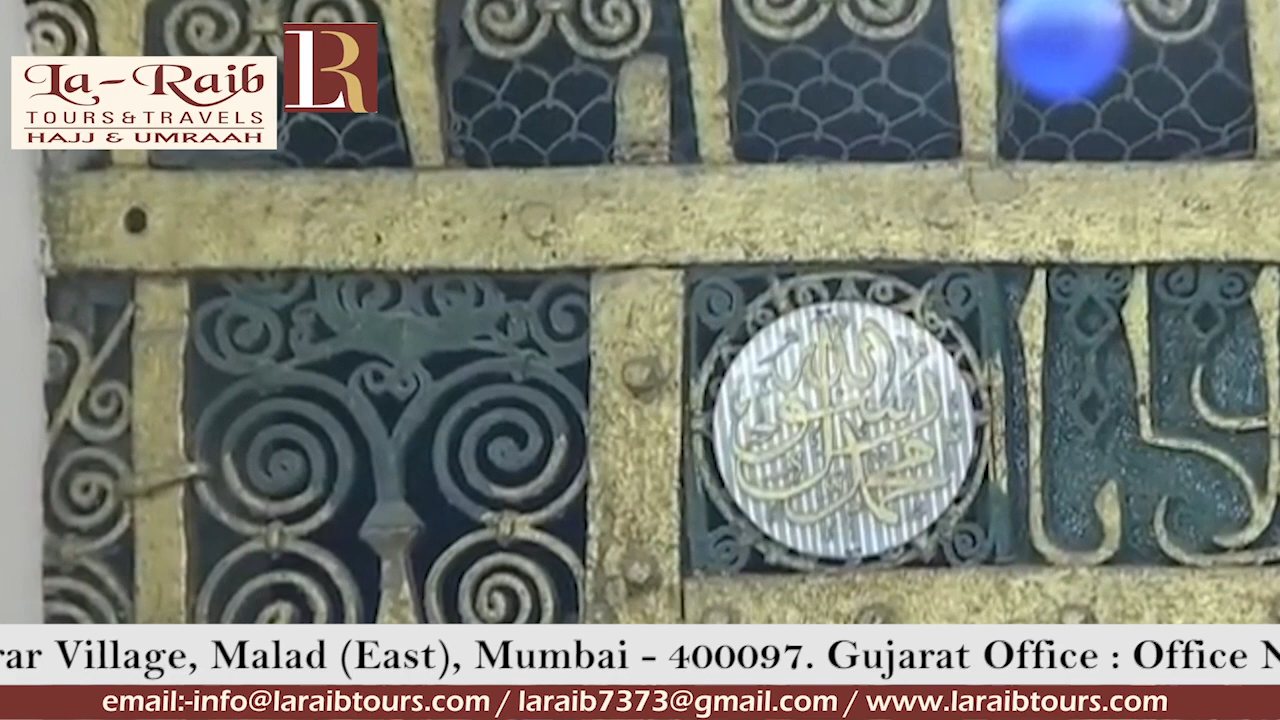 La-Raib
TOURS & TRAVELS
HAJJ & UMRAAH
LR
الله
رسول
محمد
rar Village, Malad (East), Mumbai - 400097. Gujarat Office : Office N
email:-info@laraibtours.com / laraib7373@gmail.com / www.laraibtours.com